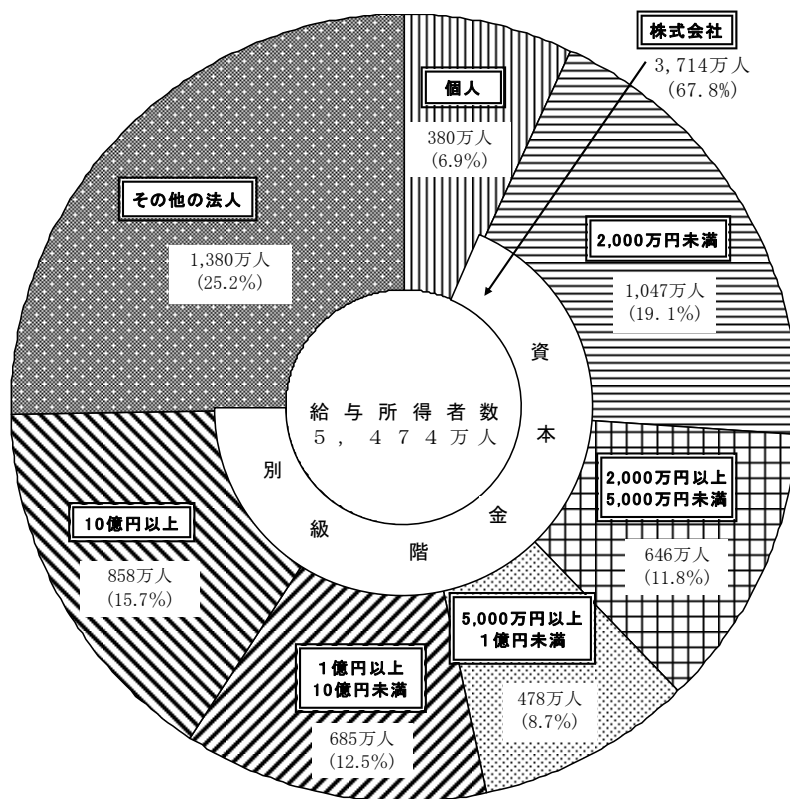 株式会社
3,714万人
(67.8%)
個人
380万人
(6.9%)
2,000万円未満
1,047万人
(19.1%)
2,000万円以上
5,000万円未満
646万人
(11.8%)
5,000万円以上
1億円未満
478万人
(8.7%)
1億円以上
10億円未満
685万人
(12.5%)
10億円以上
858万人
(15.7%)
その他の法人
1,380万人
(25.2%)
資本金階級別
給与所得者数
5,474万人